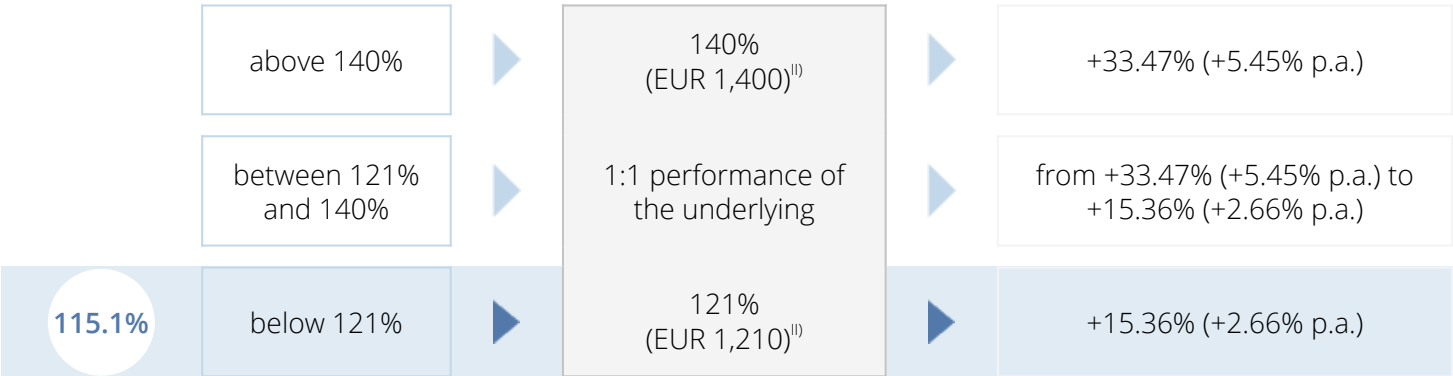 above 140%
140%
(EUR 1,400)II)
+33.47% (+5.45% p.a.)
between 121%
and 140%
1:1 performance of
the underlying
from +33.47% (+5.45% p.a.) to
+15.36% (+2.66% p.a.)
115.1%
below 121%
121%
(EUR 1,210)II)
+15.36% (+2.66% p.a.)